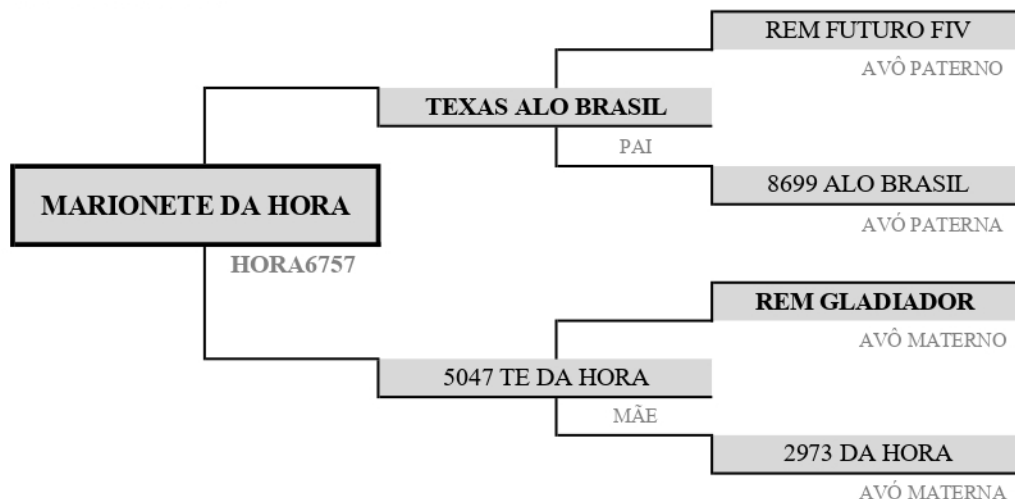 REM FUTURO FIV
AVÔ PATERNO
TEXAS ALO BRASIL
PAI
8699 ALO BRASIL
AVÓ PATERNA
MARIONETE DA HORA
HORA6757
REM GLADIADOR
AVÔ MATERNO
5047 TE DA HORA
MÃE
2973 DA HORA
AVÓ MATERNA